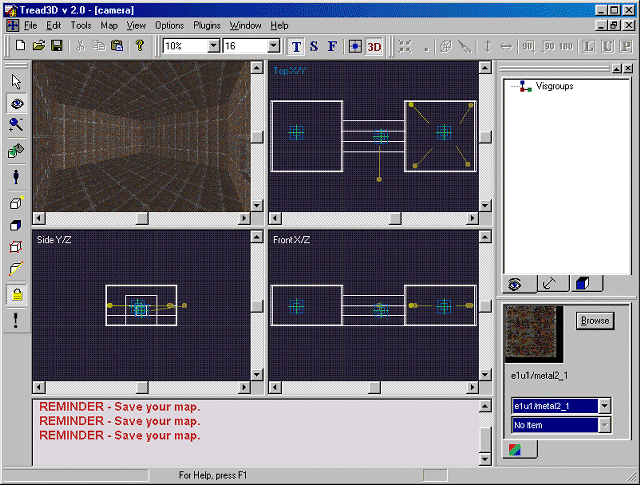 Tread3D v 2.0 - [camera]
File Edit Tools Map View Options Plugins Window Help
10% 16 T S F 3D 90 90 180 L U P
Top X/Y
Visgroups
Side Y/Z
Front X/Z
Browse
e1u1/metal2_1
e1u1/metal2_1
No Item
REMINDER - Save your map.
REMINDER - Save your map.
REMINDER - Save your map.
For Help, press F1